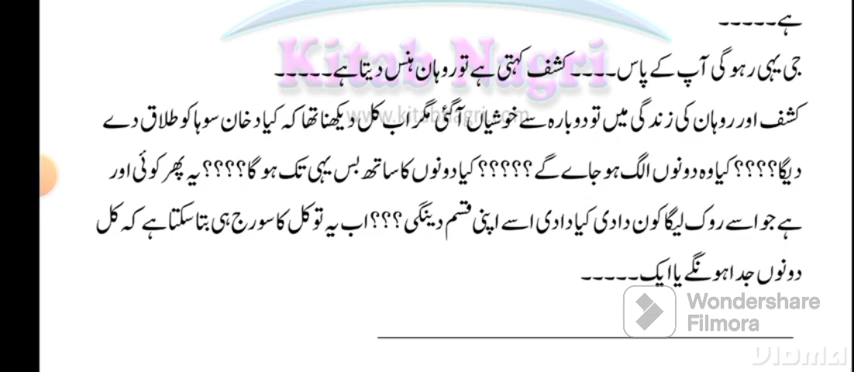 ہے-----
Kitab Nagri
جی یہی رہو گی آپ کے پاس----کشف کہتی ہے تو روہان ہنس دیتا ہے-----
www.kitabnagri.com
کشف اور روہان کی زندگی میں تو دوبارہ سے خوشیاں آگئی مگر اب کل دیکھنا تھا کہ کیا دخان سوہا کو طلاق دے
دیگا؟؟؟؟ کیا وہ دونوں الگ ہو جاے گے ؟؟؟؟؟ کیا دونوں کا ساتھ بس یہی تک ہو گا؟؟؟؟ یہ پھر کوئی اور
ہے جو اسے روک لیگا کون دادی کیا دادی اسے اپنی قسم دینگی ؟؟؟ اب یہ تو کل کا سورج ہی بتا سکتا ہے کہ کل
دونوں جدا ہونگے یا ایک-----
Wondershare
Filmora